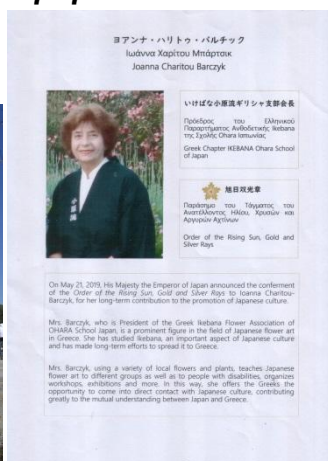 ヨアンナ・ハリトゥ・バルチック
Ιωάννα Χαρίτου Μπάρτσικ
Joanna Charitou Barczyk
いけばな小原流ギリシャ支部会長
Πρόεδρος του Ελληνικού
Παραρτήματος Ανθοδετικής Ikebana
της Σχολής Ohara Ιαπωνίας
Greek Chapter IKEBANA Ohara School
of Japan
旭日双光章
Παράσημο του Τάγματος του
Ανατέλλοντος Ηλίου, Χρυσών και
Αργυρών Ακτίνων
Order of the Rising Sun, Gold and
Silver Rays
小原流
On May 21, 2019, His Majesty the Emperor of Japan announced the conferment
of the Order of the Rising Sun, Gold and Silver Rays to Ioanna Charitou-
Barczyk, for her long-term contribution to the promotion of Japanese culture.
Mrs. Barczyk, who is President of the Greek Ikebana Flower Association of
OHARA School Japan, is a prominent figure in the field of Japanese flower art
in Greece. She has studied Ikebana, an important aspect of Japanese culture
and has made long-term efforts to spread it to Greece.
Mrs. Barczyk, using a variety of local flowers and plants, teaches Japanese
flower art to different groups as well as to people with disabilities, organizes
workshops, exhibitions and more. In this way, she offers the Greeks the
opportunity to come into direct contact with Japanese culture, contributing
greatly to the mutual understanding between Japan and Greece.